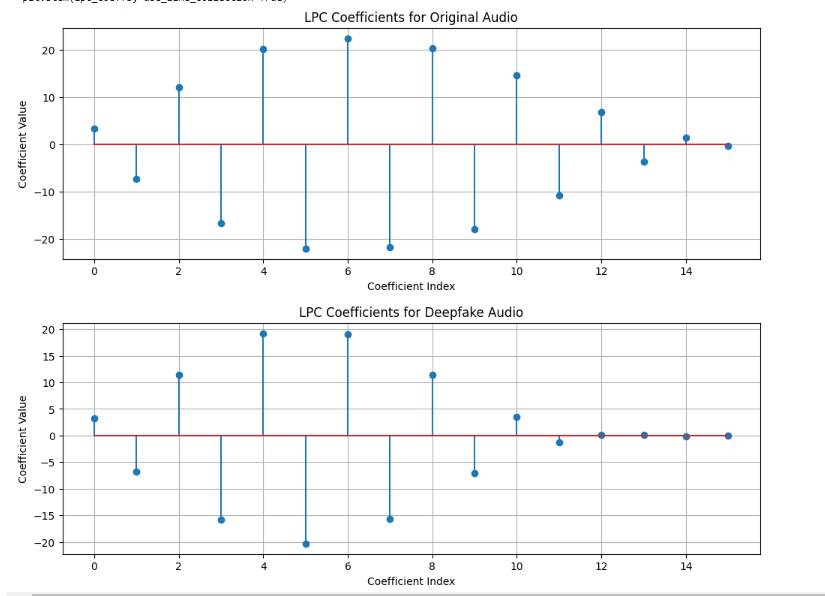 LPC Coefficients for Original Audio
20
10
0
−10
−20
Coefficient Value
0 2 4 6 8 10 12 14
Coefficient Index
LPC Coefficients for Deepfake Audio
20
15
10
5
0
−5
−10
−15
−20
Coefficient Value
0 2 4 6 8 10 12 14
Coefficient Index